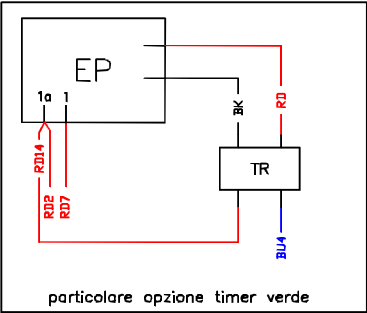 EP
1a 1
BK
RD
RD14
RD2
RD7
TR
BU4
particolare opzione timer verde